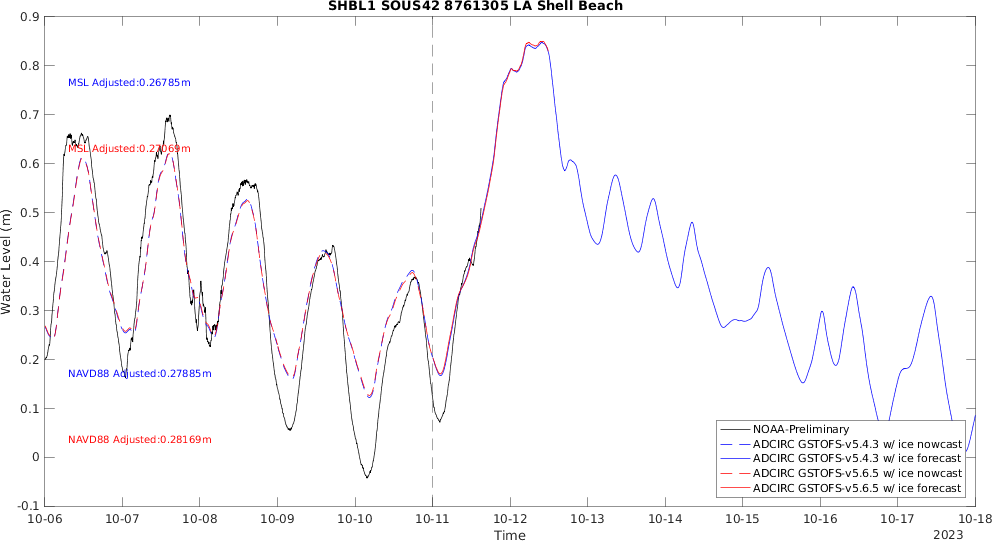 SHBL1 SOUS42 8761305 LA Shell Beach
0.9
0.8
0.7
0.6
0.5
0.4
0.3
0.2
0.1
0
-0.1
Water Level (m)
MSL Adjusted:0.26785m
MSL Adjusted:0.27069m
NAVD88 Adjusted:0.27885m
NAVD88 Adjusted:0.28169m
NOAA-Preliminary
ADCIRC GSTOFS-v5.4.3 w/ ice nowcast
ADCIRC GSTOFS-v5.4.3 w/ ice forecast
ADCIRC GSTOFS-v5.6.5 w/ ice nowcast
ADCIRC GSTOFS-v5.6.5 w/ ice forecast
10-06 10-07 10-08 10-09 10-10 10-11 10-12 10-13 10-14 10-15 10-16 10-17 10-18
Time
2023